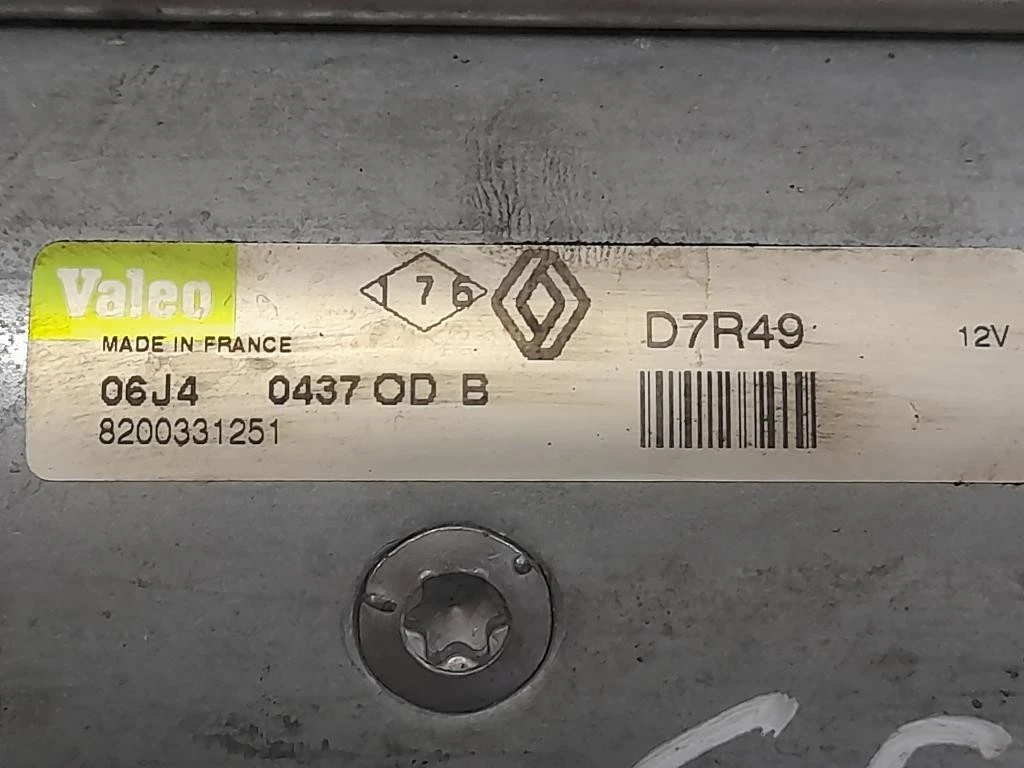 Valeo
176
MADE IN FRANCE
D7R49
12V
06J4 0437 OD B
8200331251